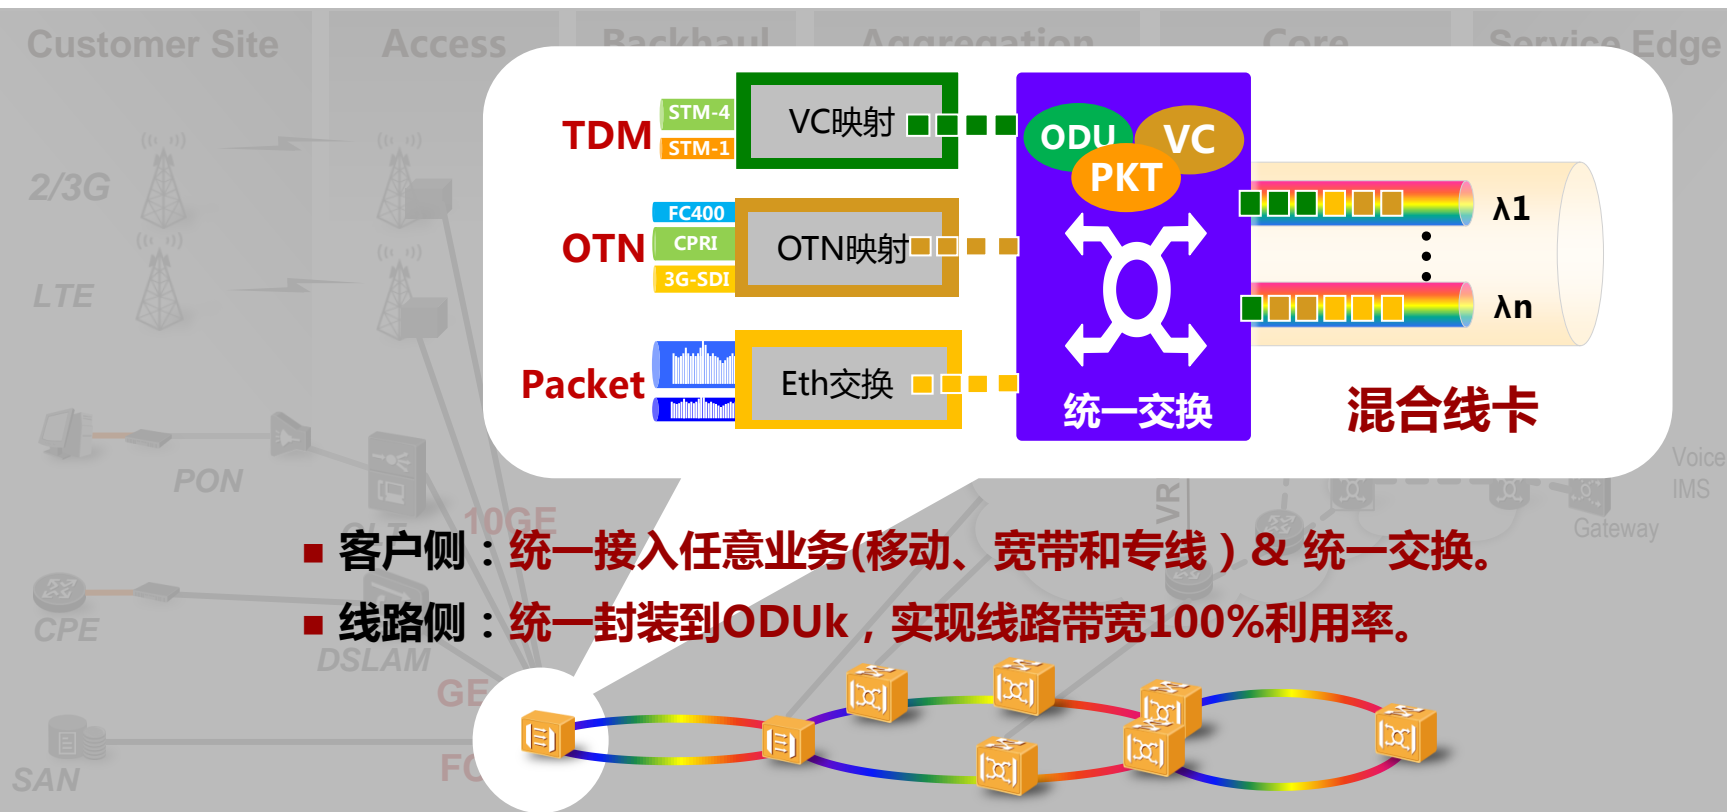 Customer Site
Access
Backhaul
Aggregation
Core
Service Edge
TDM
STM-4
STM-1
VC映射
ODU
VC
PKT
2/3G
λ1
OTN
FC400
CPRI
3G-SDI
OTN映射
LTE
λn
Packet
Eth交换
统一交换
混合线卡
PON
VR
Voice
IMS
Gateway
OLT
10GE
■ 客户侧：统一接入任意业务(移动、宽带和专线）& 统一交换。
■ 线路侧：统一封装到ODUk，实现线路带宽100%利用率。
CPE
DSLAM
GE
SAN